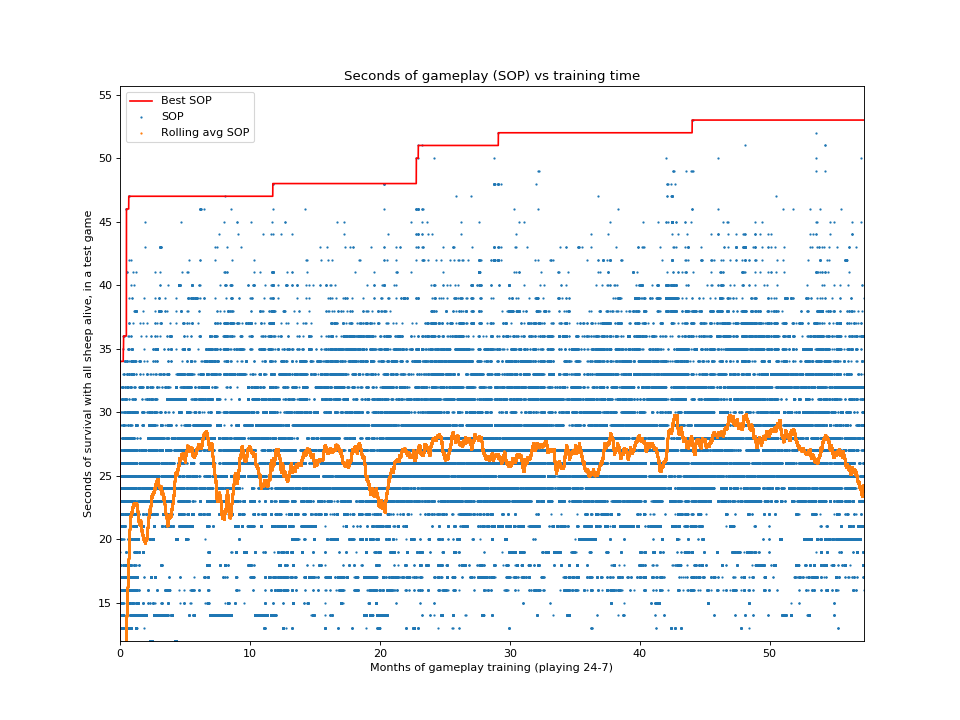 Seconds of gameplay (SOP) vs training time
Best SOP
SOP
Rolling avg SOP
Seconds of survival with all sheep alive, in a test game
55
50
45
40
35
30
25
20
15
0 10 20 30 40 50
Months of gameplay training (playing 24-7)